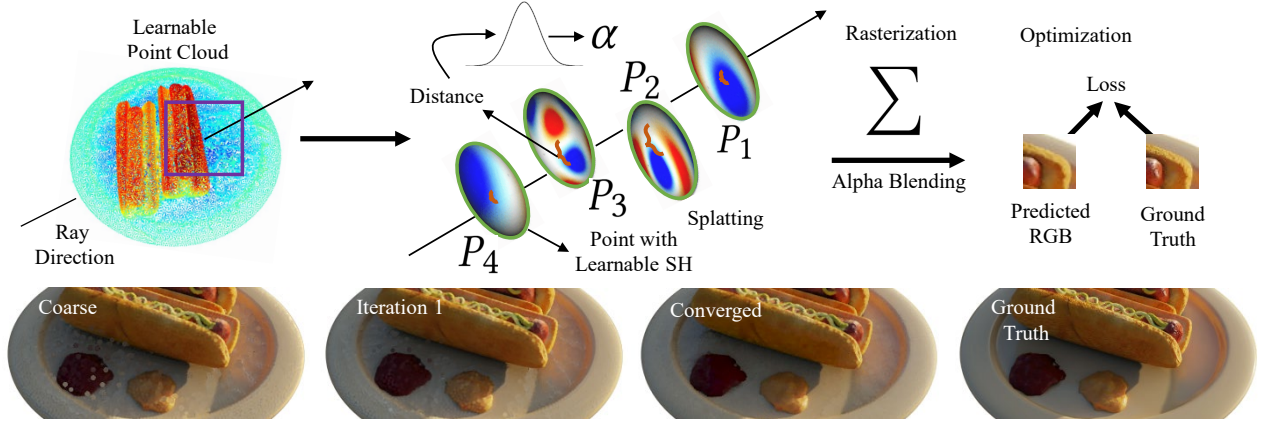 Learnable
Point Cloud
Ray
Direction
α
Distance
P₁
P₂
P₃
P₄
Splatting
Point with
Learnable SH
Rasterization
∑
Alpha Blending
Optimization
Loss
Predicted
RGB
Ground
Truth
Coarse
Iteration 1
Converged
Ground
Truth